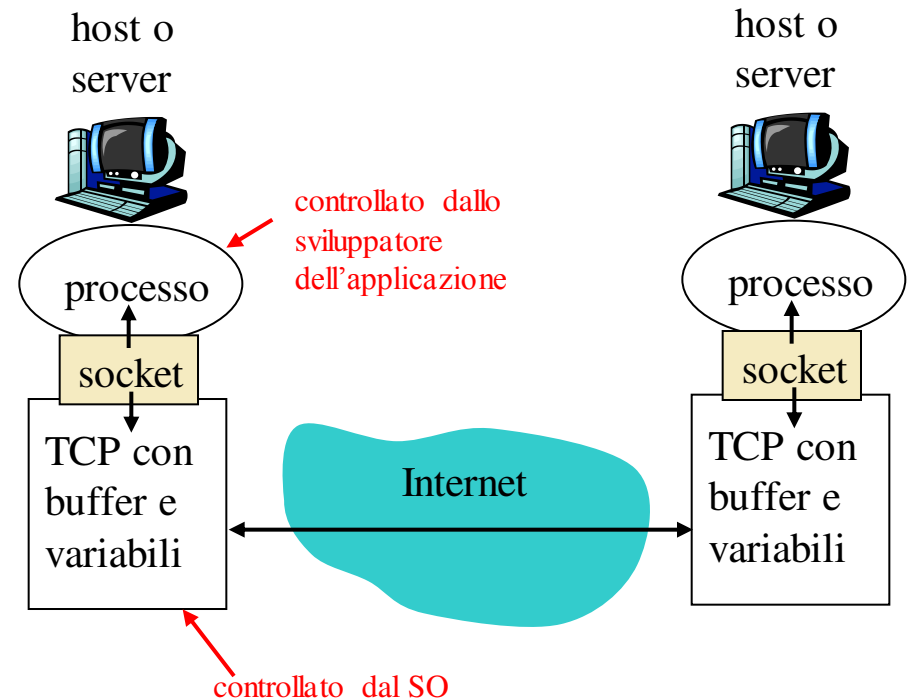 host o
server
host o
server
controllato dallo
sviluppatore
dell'applicazione
processo
processo
socket
socket
TCP con
buffer e
variabili
Internet
TCP con
buffer e
variabili
controllato dal SO